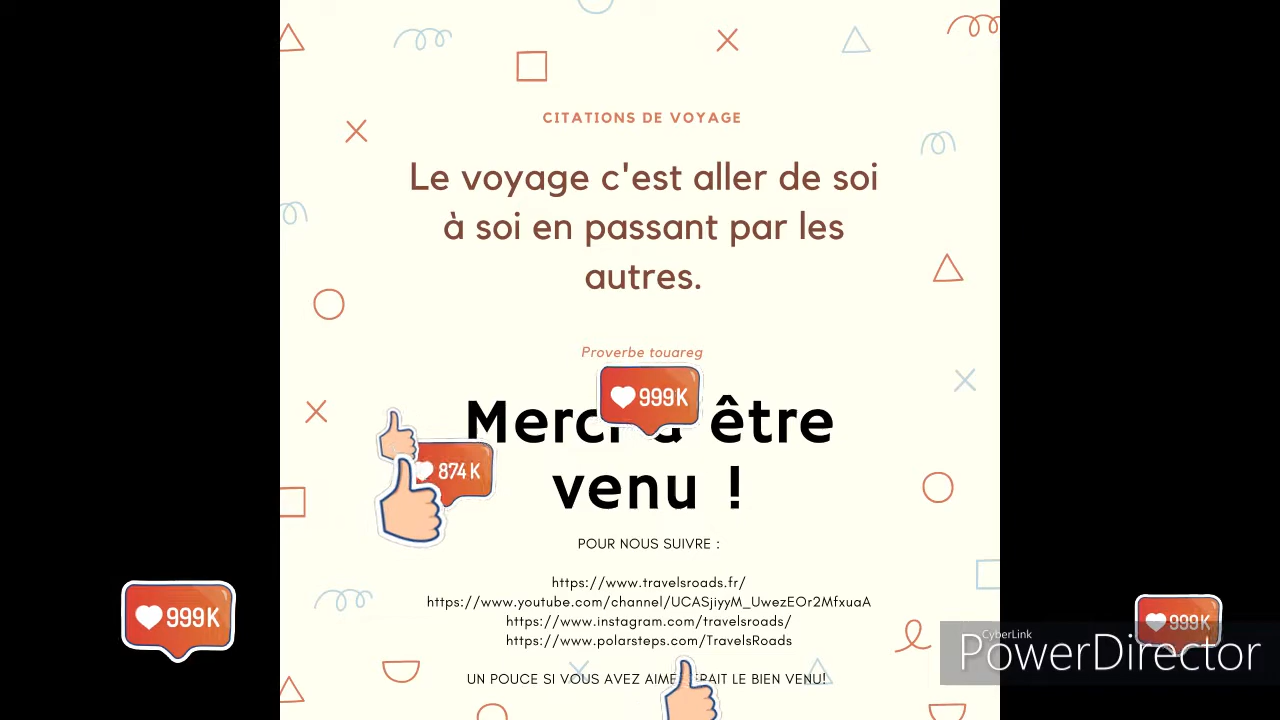 CITATIONS DE VOYAGE
Le voyage c'est aller de soi
à soi en passant par les
autres.
Proverbe touareg
999K
Merci être
874K
venu !
POUR NOUS SUIVRE :
https://www.travelsroads.fr/
https://www.youtube.com/channel/UCASjiyyM_UwezEOr2MfxuaA
https://www.instagram.com/travelsroads/
https://www.polarsteps.com/TravelsRoads
999K
999K
CyberLink
PowerDirector
UN POUCE SI VOUS AVEZ LE BIEN VENU!